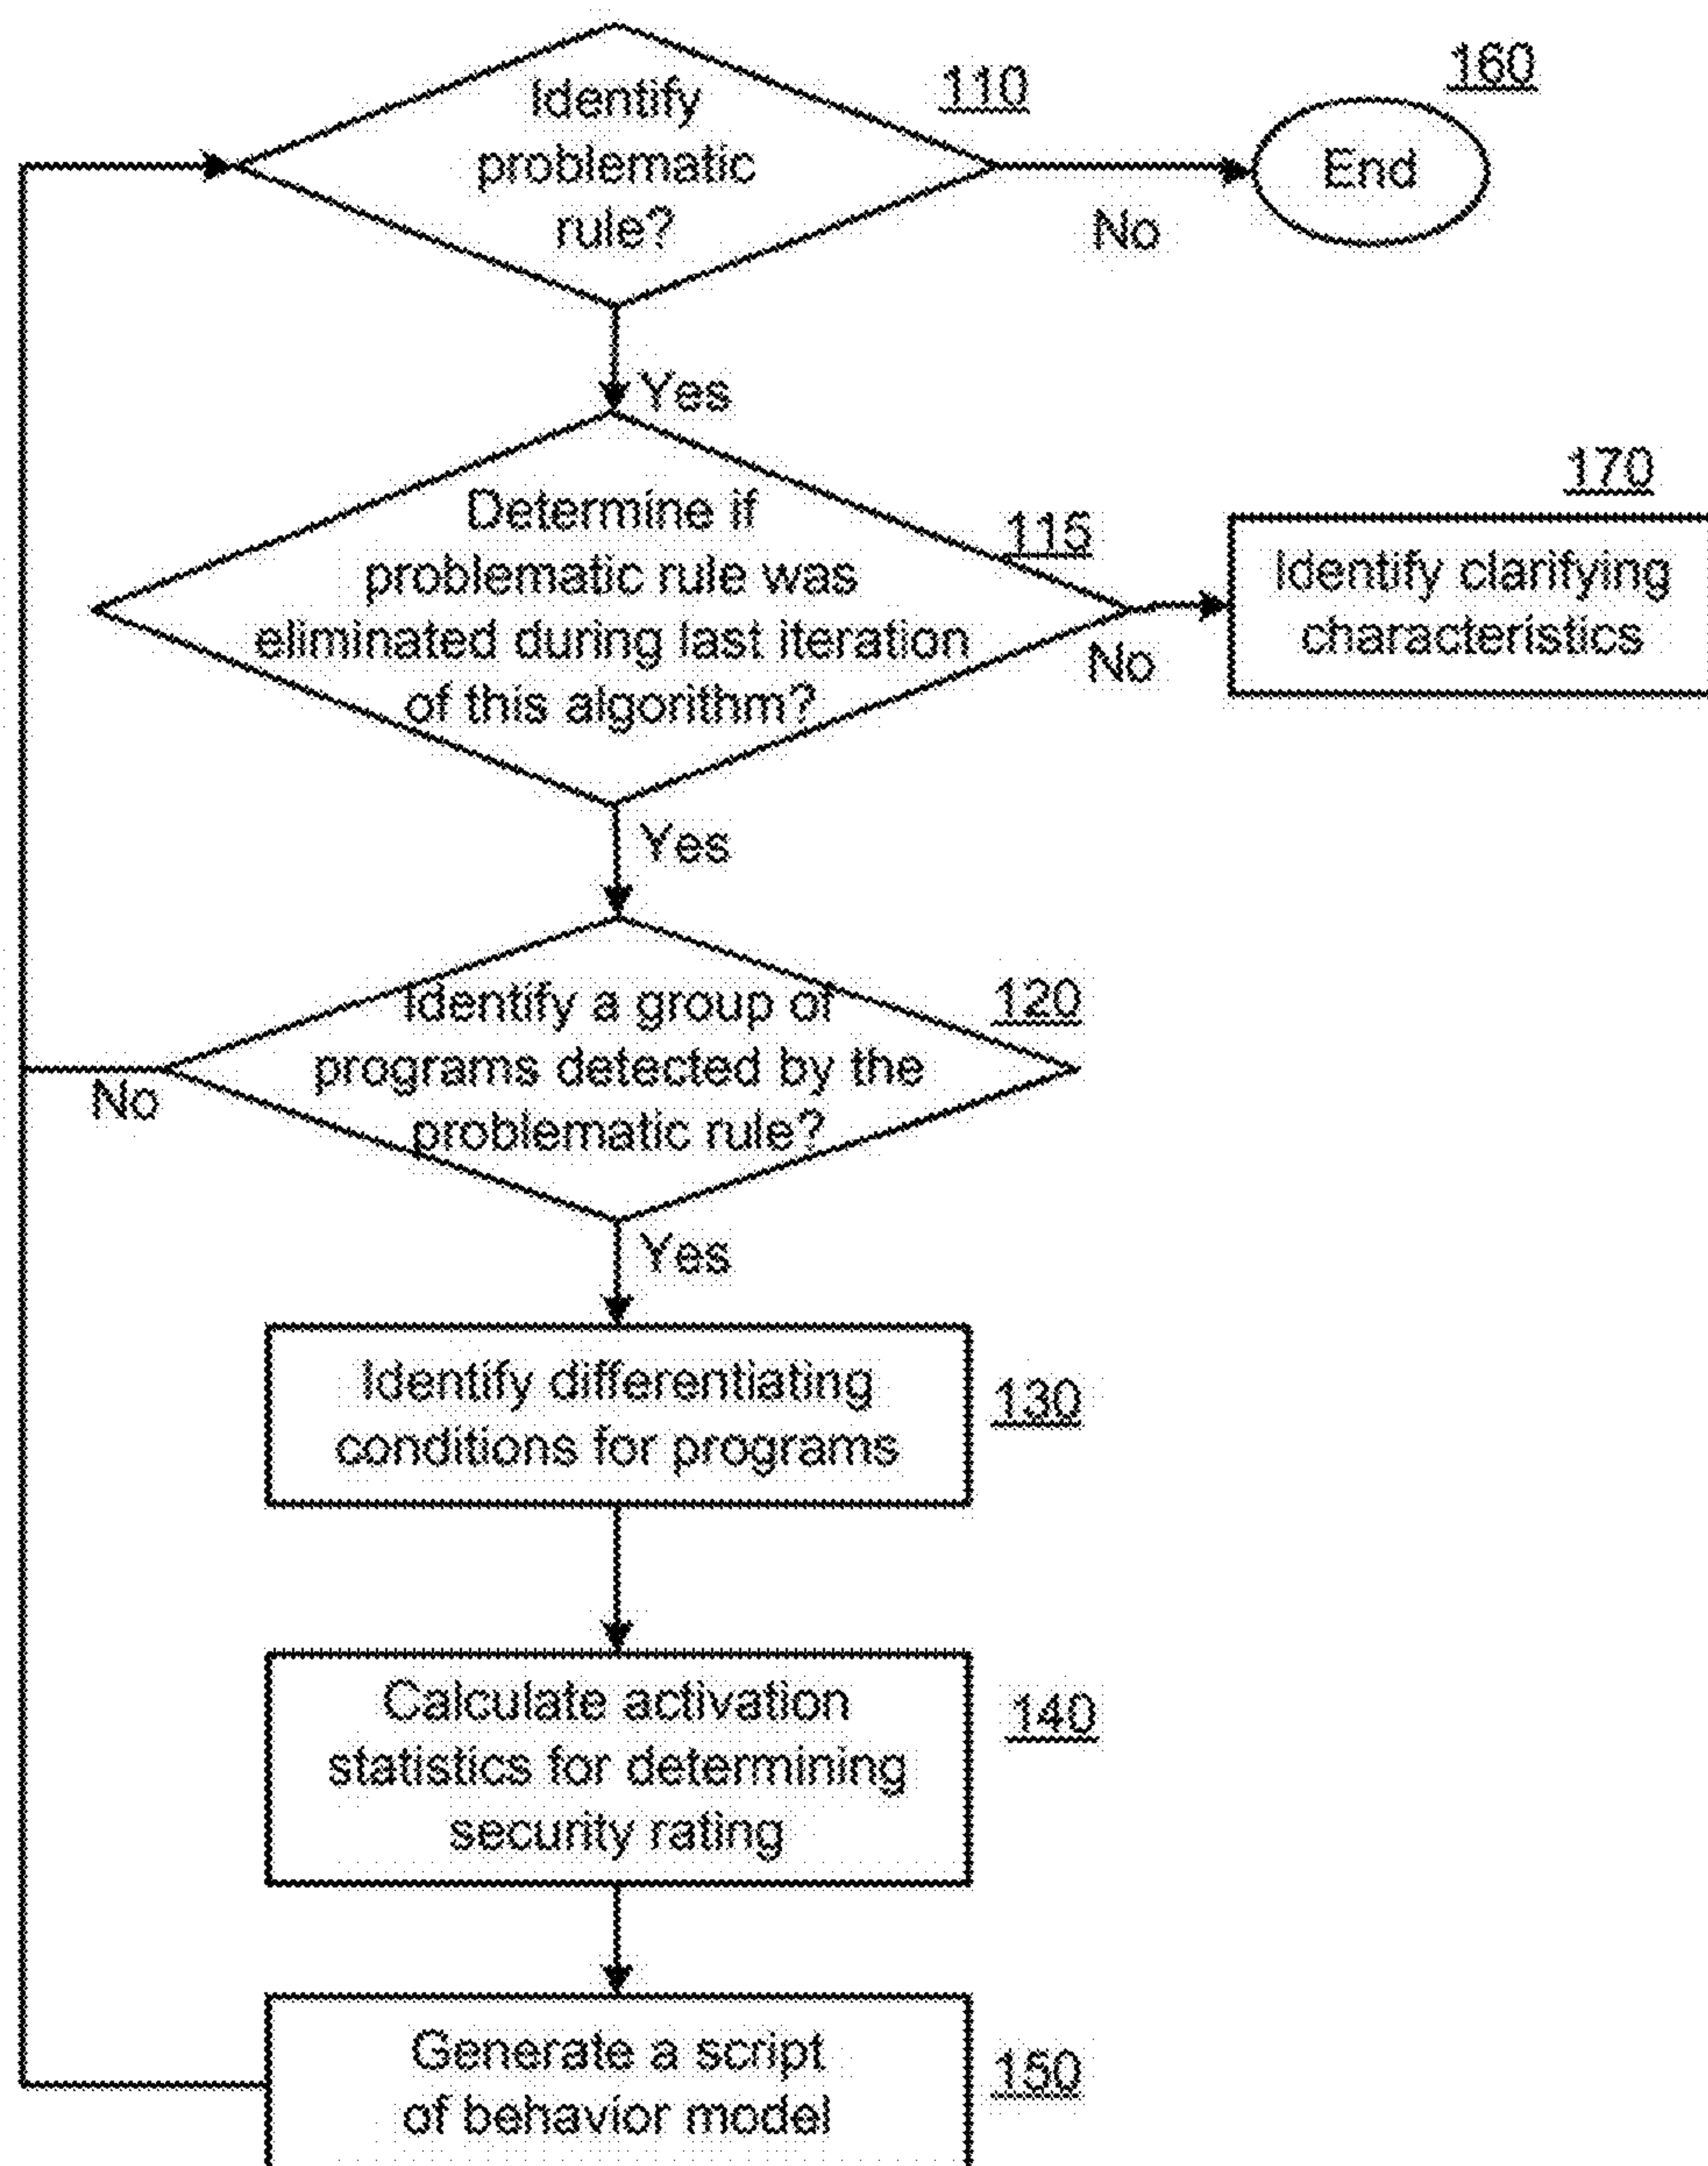 Identify
problematic
rule?
110
160
End
No
Yes
Determine if
problematic rule was
eliminated during last iteration
of this algorithm?
115
170
Identify clarifying
characteristics
No
Yes
Identify a group of
programs detected by the
problematic rule?
120
No
Yes
Identify differentiating
conditions for programs
130
Calculate activation
statistics for determining
security rating
140
Generate a script
of behavior model
150